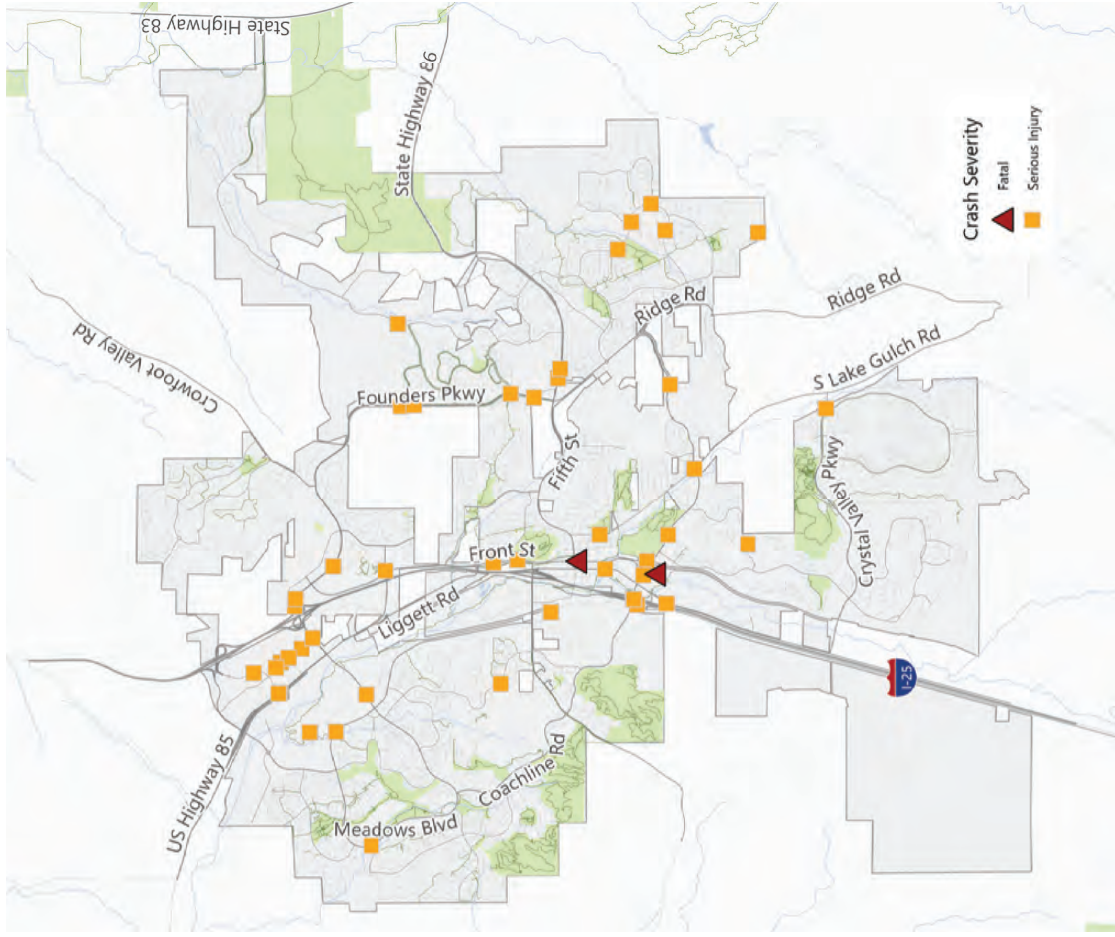 State Highway 83
State Highway 83
Crowfoot Valley Rd
Founders Pkwy
Ridge Rd
Ridge Rd
Fifth St
S Lake Gulch Rd
Crystal Valley Pkwy
Front St
Liggett Rd
US Highway 85
Coachline Rd
Meadows Blvd
I-25
Crash Severity
Fatal
Serious Injury